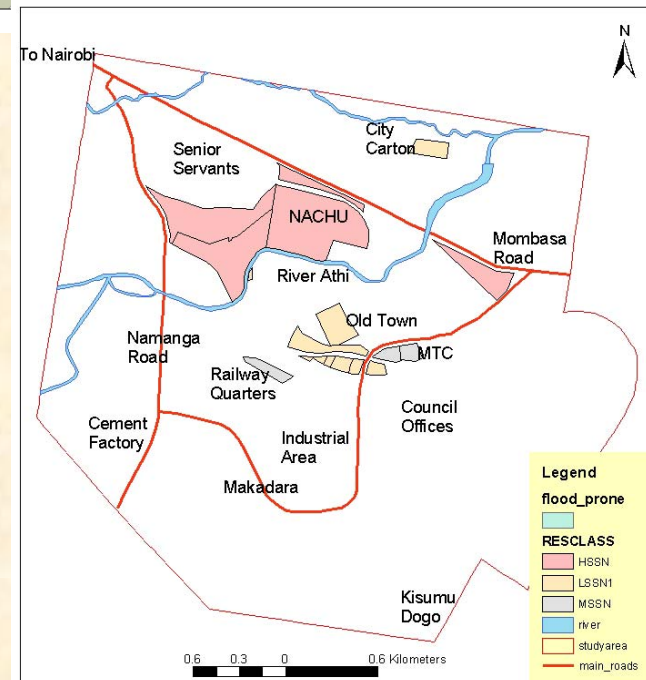 N
To Nairobi
City
Carton
Senior
Servants
NACHU
Mombasa
Road
River Athi
Old Town
Namanga
Road
MTC
Railway
Quarters
Council
Offices
Cement
Factory
Industrial
Area
Makadara
Kisumu
Dogo
Legend
flood_prone
RESCLASS
HSSN
LSSN1
MSSN
river
studyarea
main_roads
0.6 0.3 0 0.6 Kilometers